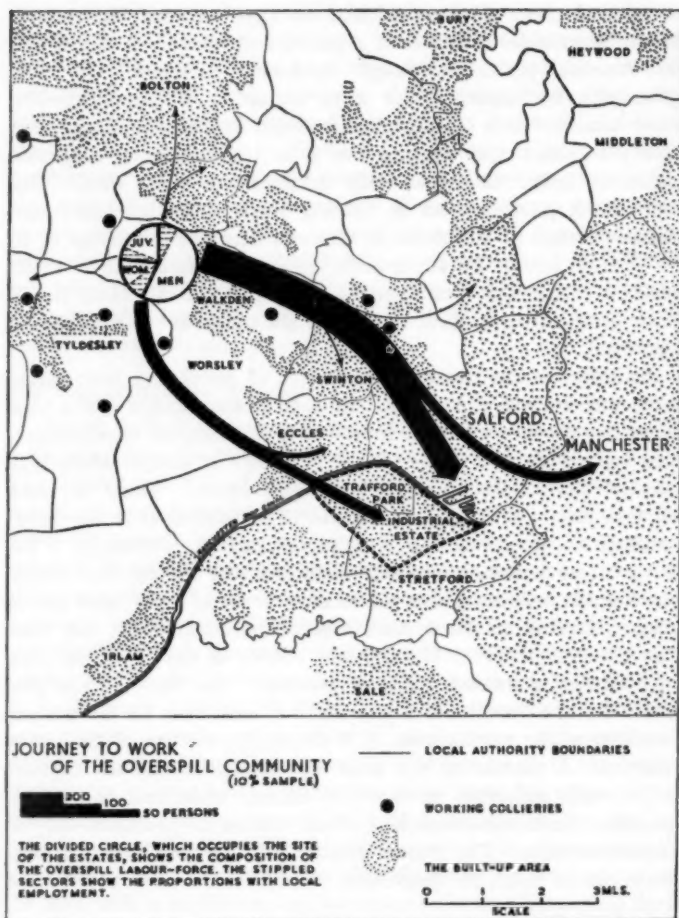 BURY
HEYWOOD
BOLTON
MIDDLETON
JUV.
WOM.
MEN
WALKDEN
TYLDESLEY
WORSLEY
SWINTON
SALFORD
ECCLES
MANCHESTER
TRAFFORD
PARK
INDUSTRIAL
ESTATE
STRETFORD
IRLAM
SALE
JOURNEY TO WORK
OF THE OVERSPILL COMMUNITY
(10% SAMPLE)
200
100
50 PERSONS
THE DIVIDED CIRCLE, WHICH OCCUPIES THE SITE
OF THE ESTATES, SHOWS THE COMPOSITION OF
THE OVERSPILL LABOUR-FORCE. THE STIPPLED
SECTORS SHOW THE PROPORTIONS WITH LOCAL
EMPLOYMENT.
LOCAL AUTHORITY BOUNDARIES
WORKING COLLIERIES
THE BUILT-UP AREA
0 1 2 3 MLS.
SCALE